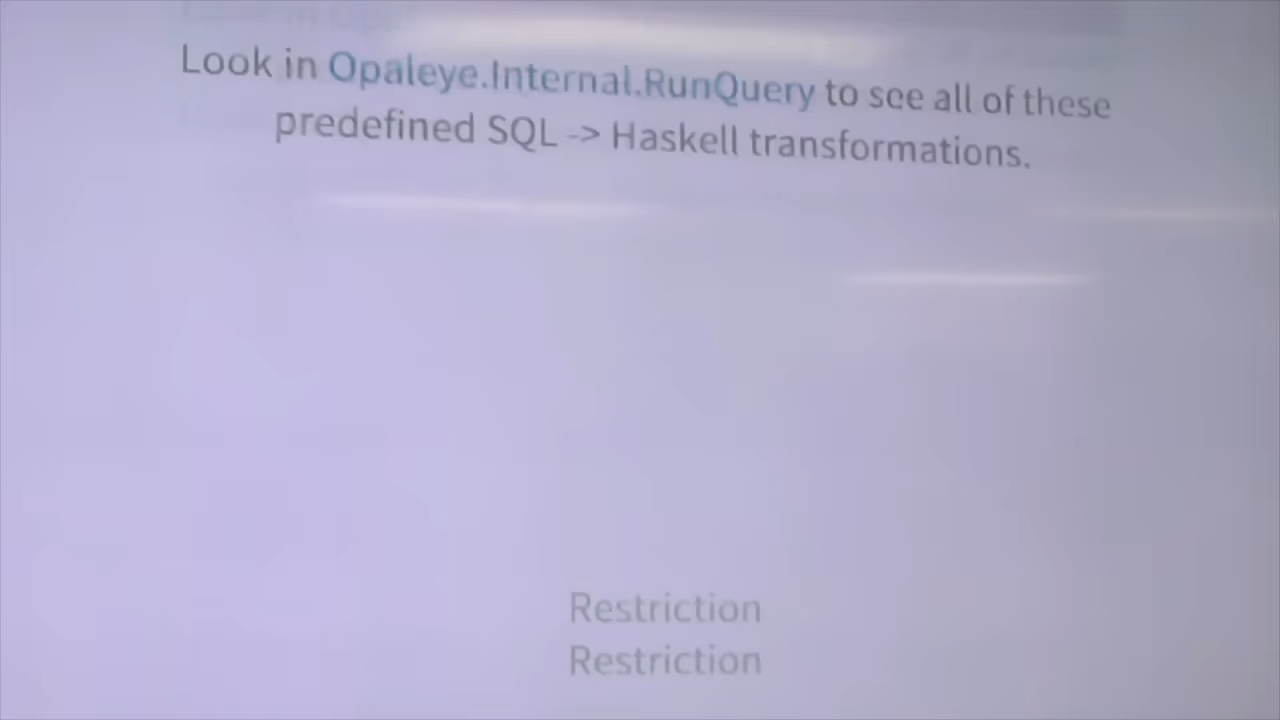 Look in Opaleye.Internal.RunQuery to see all of these
predefined SQL -> Haskell transformations.
Restriction
Restriction